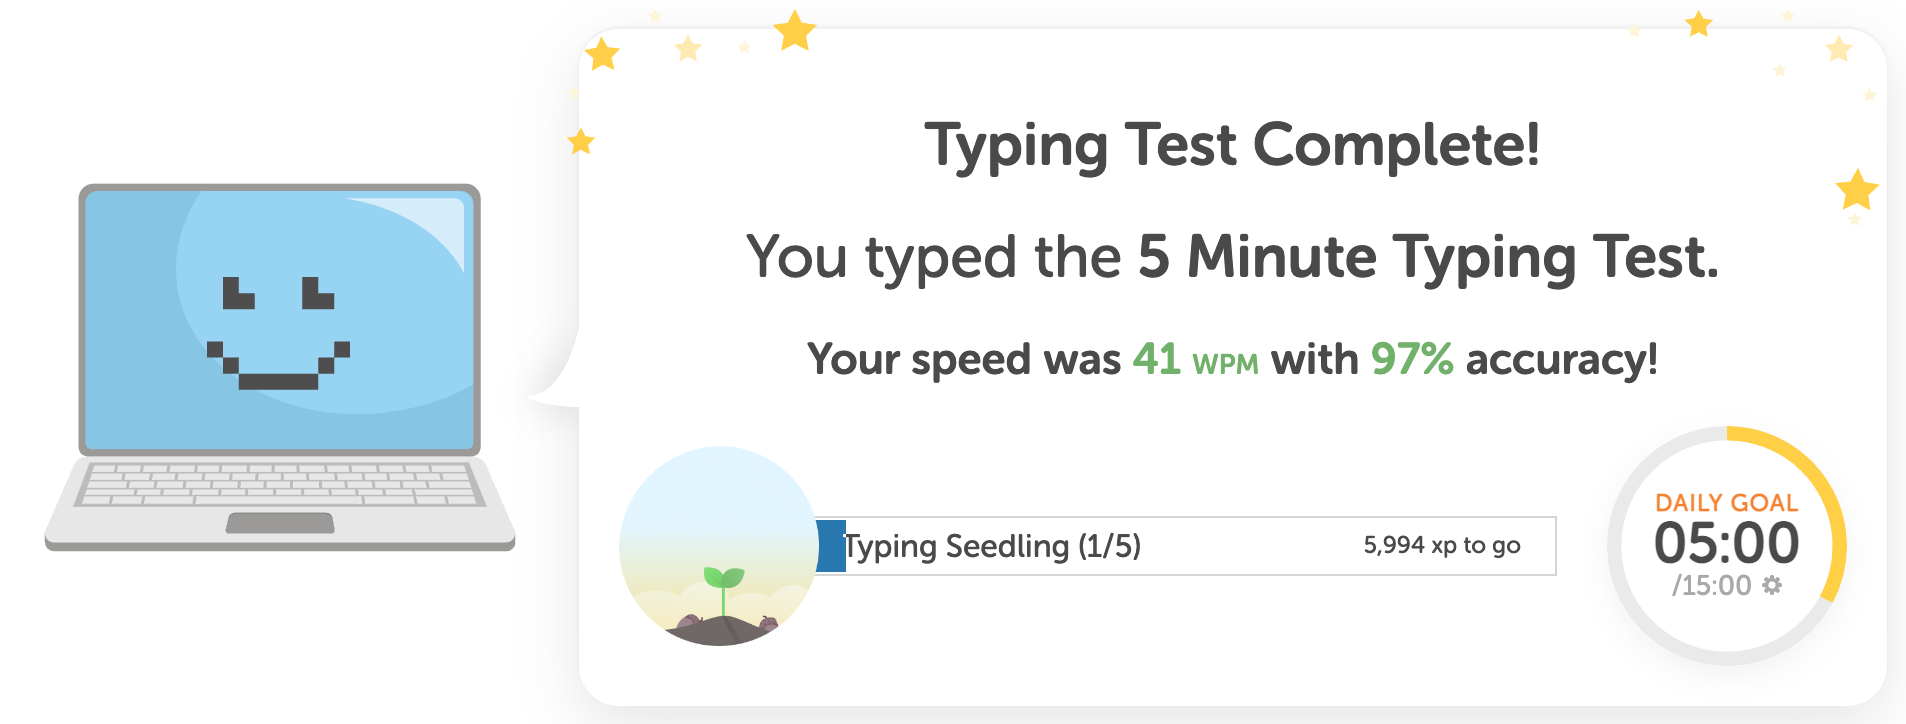 Typing Test Complete!
You typed the 5 Minute Typing Test.
Your speed was 41 WPM with 97% accuracy!
Typing Seedling (1/5)
5,994 xp to go
DAILY GOAL
05:00
/15:00